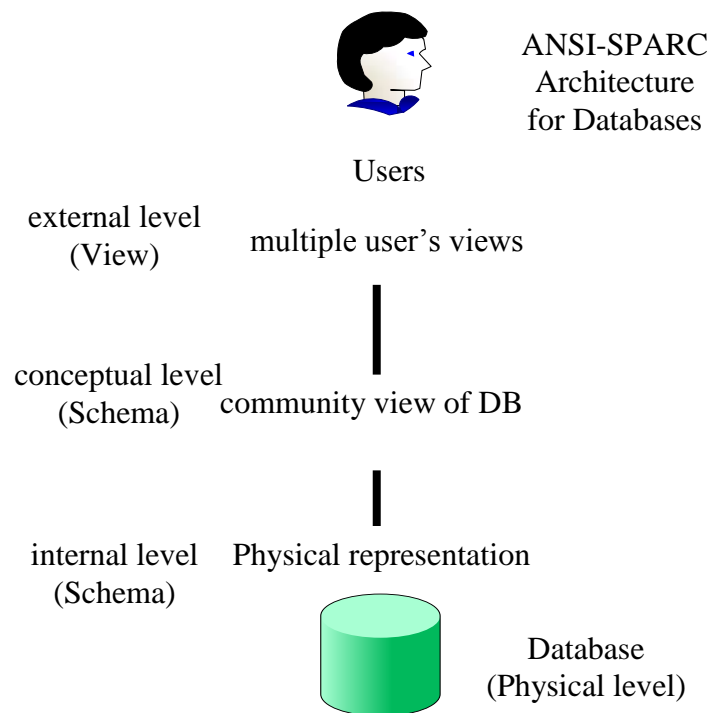 ANSI-SPARC
Architecture
for Databases
Users
external level
(View)
multiple user’s views
conceptual level
(Schema)
community view of DB
internal level
(Schema)
Physical representation
Database
(Physical level)